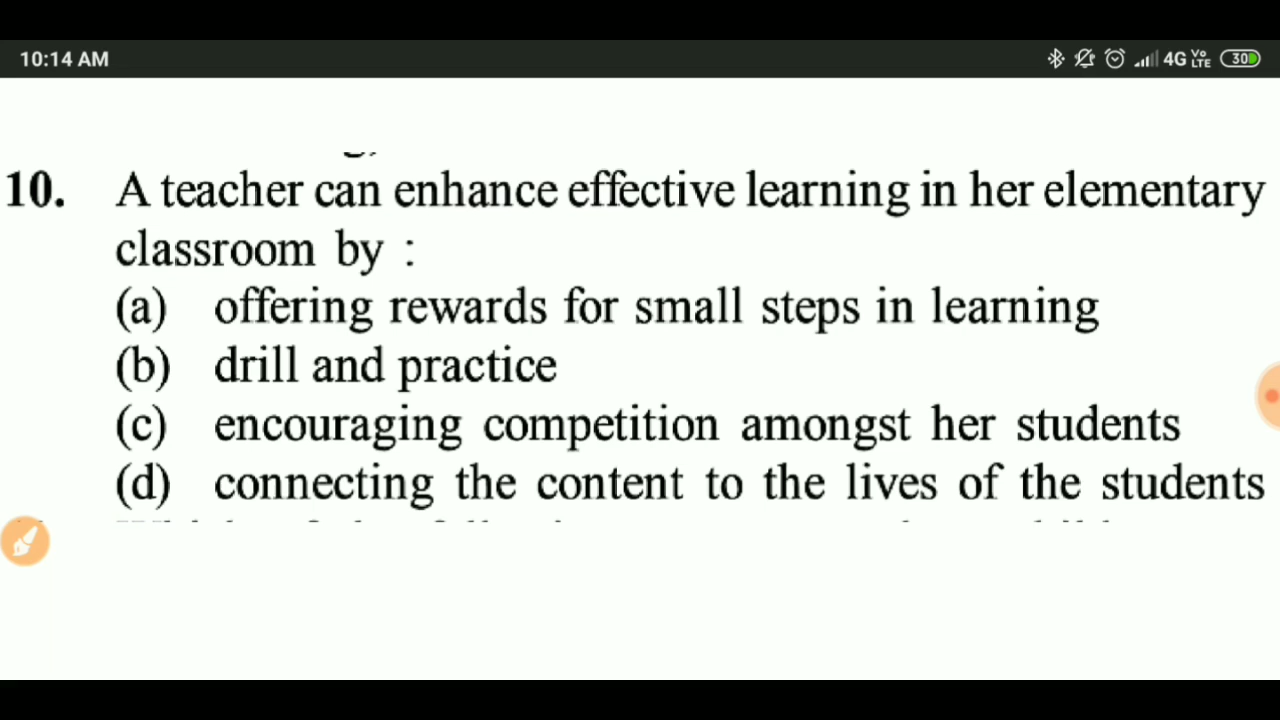 10:14 AM 4G Vo LTE 30
10. A teacher can enhance effective learning in her elementary
classroom by :
(a) offering rewards for small steps in learning
(b) drill and practice
(c) encouraging competition amongst her students
(d) connecting the content to the lives of the students